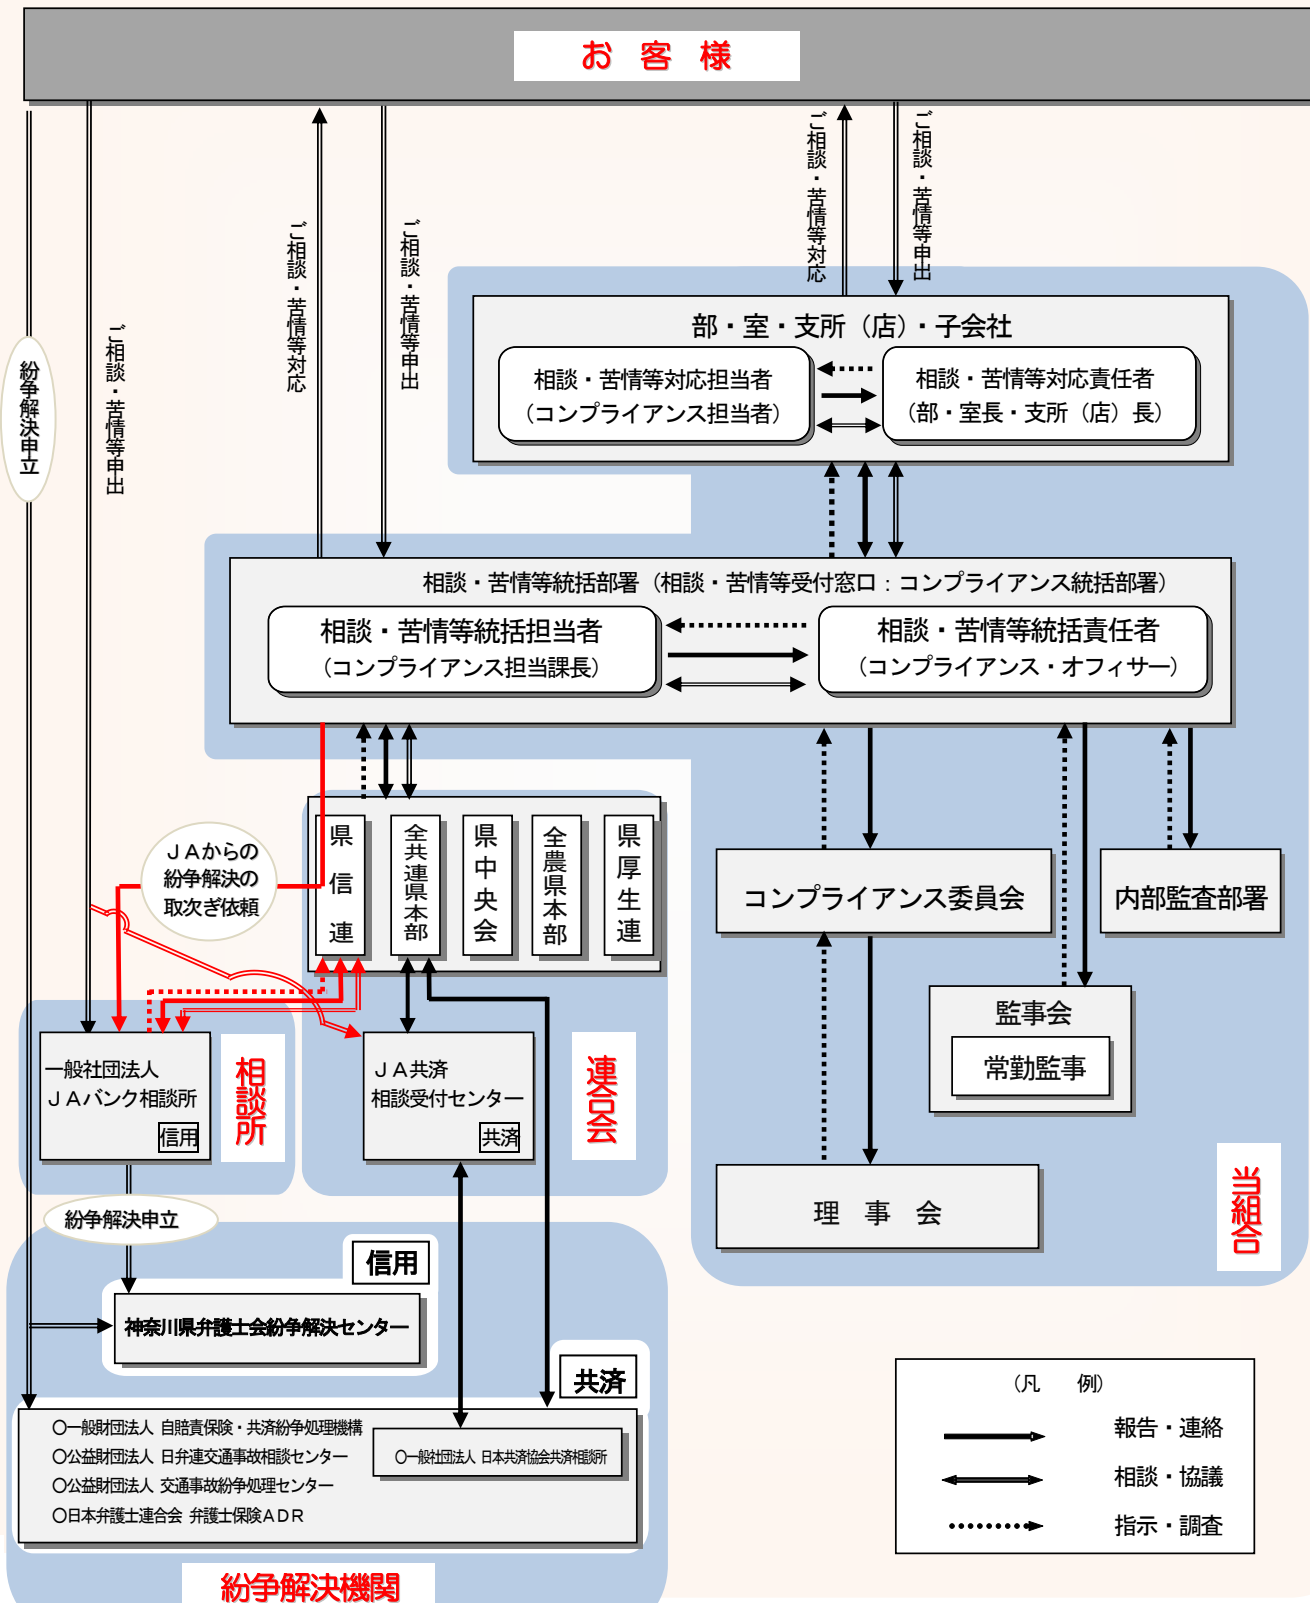 お 客 様
ご相談・苦情等対応
ご相談・苦情等申出
ご相談・苦情等対応
ご相談・苦情等申出
ご相談・苦情等申出
紛争解決申立
部・室・支所（店）・子会社
相談・苦情等対応担当者
（コンプライアンス担当者）
相談・苦情等対応責任者
（部・室長・支所（店）長）
相談・苦情等統括部署（相談・苦情等受付窓口：コンプライアンス統括部署）
相談・苦情等統括担当者
（コンプライアンス担当課長）
相談・苦情等統括責任者
（コンプライアンス・オフィサー）
ＪＡからの
紛争解決の
取次ぎ依頼
県信連
全共連県本部
県中央会
全農県本部
県厚生連
コンプライアンス委員会
内部監査部署
監事会
常勤監事
理 事 会
当組合
一般社団法人
ＪＡバンク相談所
信用
相談所
ＪＡ共済
相談受付センター
共済
連合会
紛争解決申立
信用
神奈川県弁護士会紛争解決センター
共済
〇一般財団法人 自賠責保険・共済紛争処理機構
〇公益財団法人 日弁連交通事故相談センター
〇公益財団法人 交通事故紛争処理センター
〇日本弁護士連合会 弁護士保険ＡＤＲ
〇一般社団法人 日本共済協会共済相談所
紛争解決機関
（凡 例）
報告・連絡
相談・協議
指示・調査